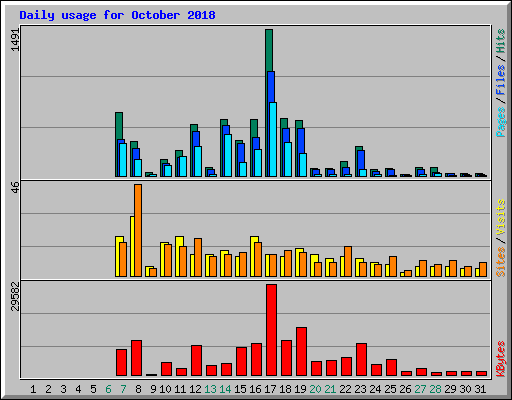 Daily usage for October 2018
1491
Pages / Files / Hits
46
Sites / Visits
29582
KBytes
1 2 3 4 5 6 7 8 9 10 11 12 13 14 15 16 17 18 19 20 21 22 23 24 25 26 27 28 29 30 31